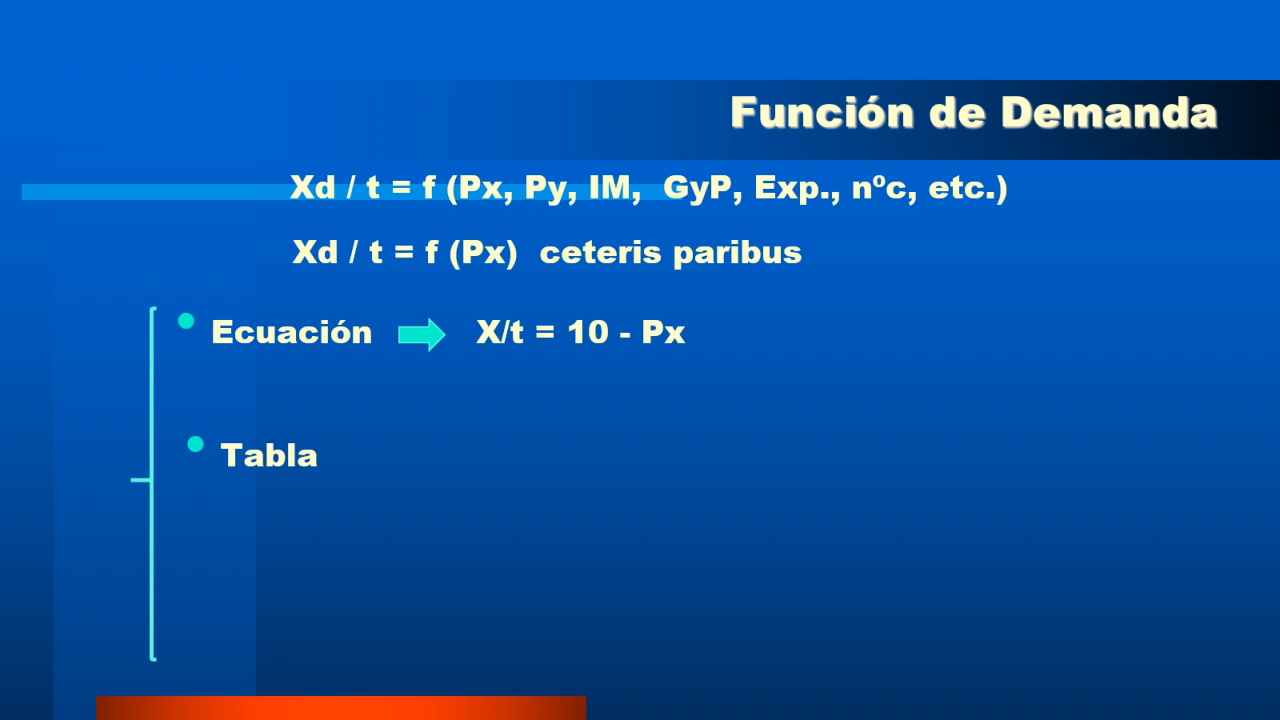 Función de Demanda
Xd / t = f (Px, Py, IM, GyP, Exp., nºc, etc.)
Xd / t = f (Px) ceteris paribus
• Ecuación X/t = 10 - Px
• Tabla